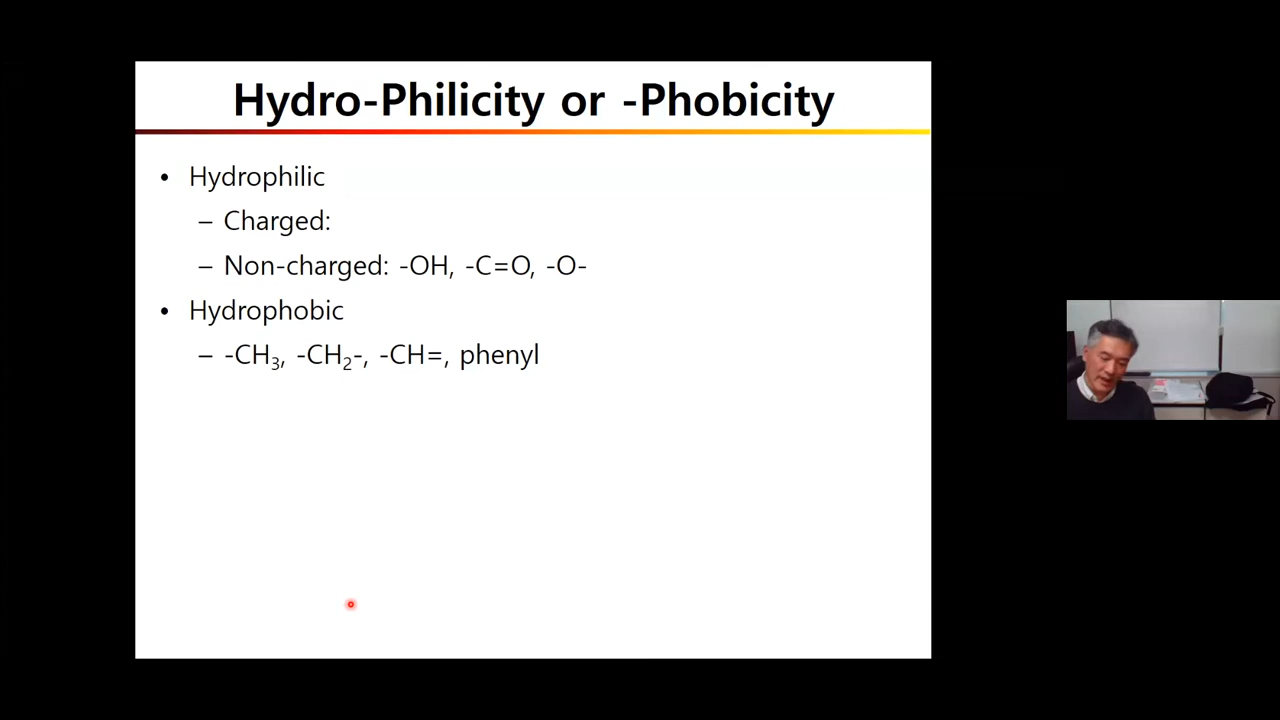 Hydro-Philicity or -Phobicity
• Hydrophilic
– Charged:
– Non-charged: -OH, -C=O, -O-
• Hydrophobic
– -CH₃, -CH₂-, -CH=, phenyl